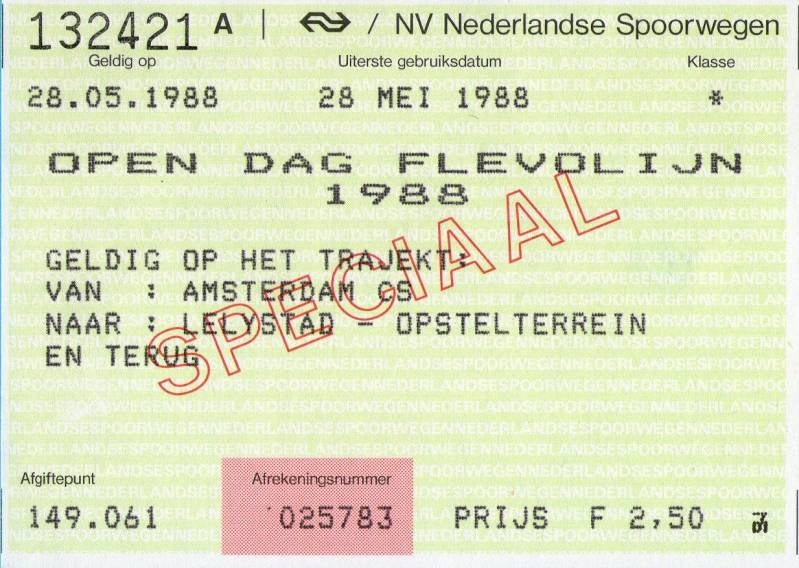 132421 A | / NV Nederlandse Spoorwegen
Geldig op Uiterste gebruiksdatum Klasse
28.05.1988 28 MEI 1988 *
OPEN DAG FLEVOLIJN
1988
SPECIAAL
GELDIG OP HET TRAJEKT:
VAN : AMSTERDAM CS
NAAR : LELYSTAD - OPSTELTERREIN
EN TERUG
Afgiftepunt Afrekeningsnummer
149.061 025783 PRIJS F 2,50